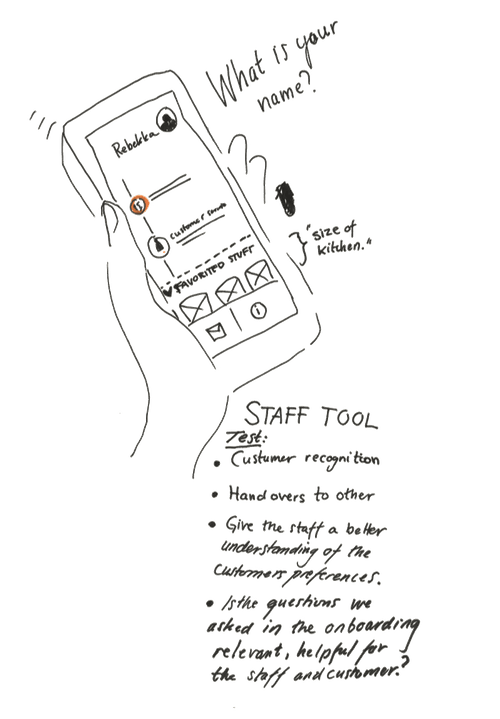 What is your
name?
Rebekka
Customer
♥ FAVORITED STUFF
i
"size of
kitchen."
STAFF TOOL
Test:
• Custumer recognition
• Handovers to other
• Give the staff a better
understanding of the
customers preferences.
• Is the questions we
asked in the onboarding
relevant, helpful for
the staff and customer?